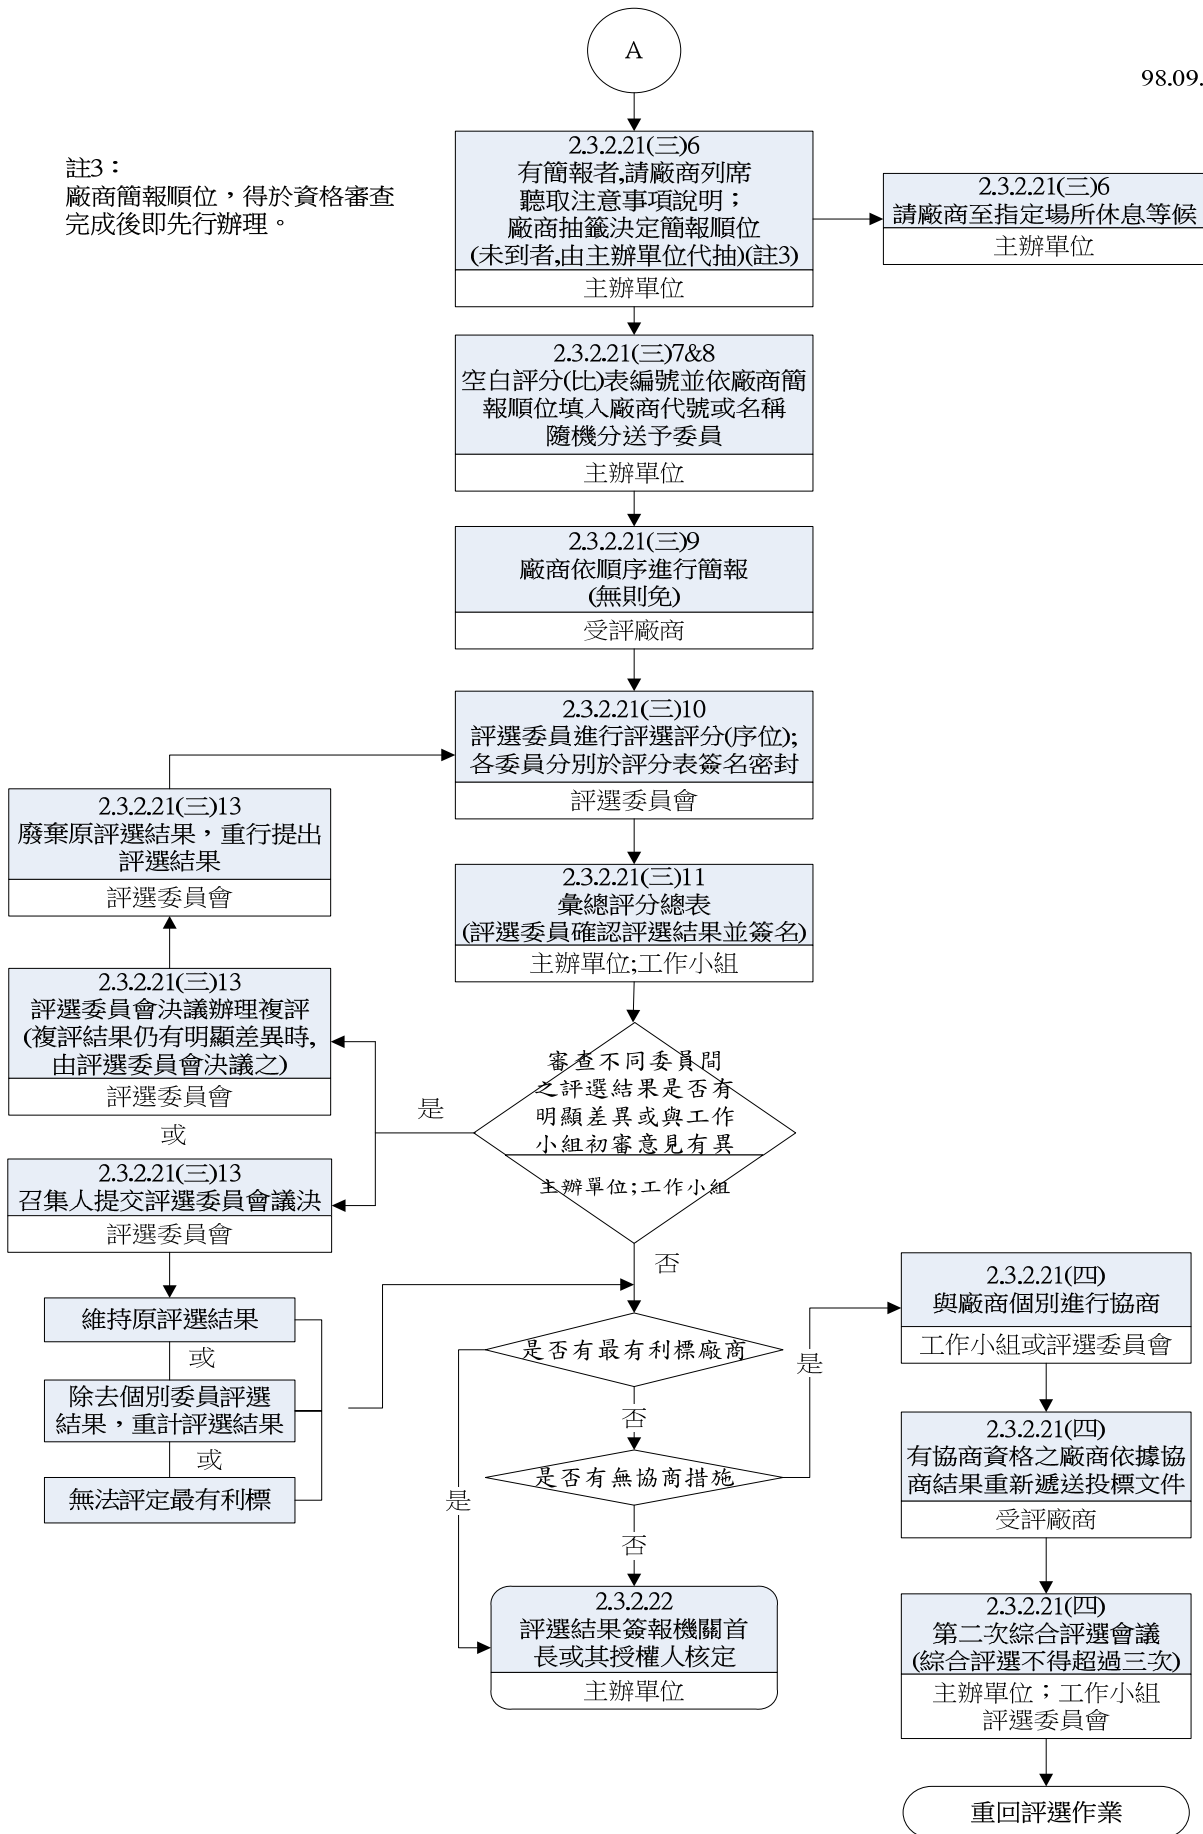 A
98.09.
註3：
廠商簡報順位，得於資格審查
完成後即先行辦理。
2.3.2.21(三)6
有簡報者,請廠商列席
聽取注意事項說明；
廠商抽籤決定簡報順位
(未到者,由主辦單位代抽)(註3)
主辦單位
2.3.2.21(三)6
請廠商至指定場所休息等候
主辦單位
2.3.2.21(三)7&8
空白評分(比)表編號並依廠商簡
報順位填入廠商代號或名稱
隨機分送予委員
主辦單位
2.3.2.21(三)9
廠商依順序進行簡報
(無則免)
受評廠商
2.3.2.21(三)10
評選委員進行評選評分(序位);
各委員分別於評分表簽名密封
評選委員會
2.3.2.21(三)13
廢棄原評選結果，重行提出
評選結果
評選委員會
2.3.2.21(三)11
彙總評分總表
(評選委員確認評選結果並簽名)
主辦單位;工作小組
2.3.2.21(三)13
評選委員會決議辦理複評
(複評結果仍有明顯差異時,
由評選委員會決議之)
評選委員會
或
是
審查不同委員間
之評選結果是否有
明顯差異或與工作
小組初審意見有異
主辦單位;工作小組
2.3.2.21(三)13
召集人提交評選委員會議決
評選委員會
否
維持原評選結果
或
除去個別委員評選
結果，重計評選結果
或
無法評定最有利標
是否有最有利標廠商
是
否
是否有無協商措施
是
否
2.3.2.22
評選結果簽報機關首
長或其授權人核定
主辦單位
2.3.2.21(四)
與廠商個別進行協商
工作小組或評選委員會
2.3.2.21(四)
有協商資格之廠商依據協
商結果重新遞送投標文件
受評廠商
2.3.2.21(四)
第二次綜合評選會議
(綜合評選不得超過三次)
主辦單位；工作小組
評選委員會
重回評選作業